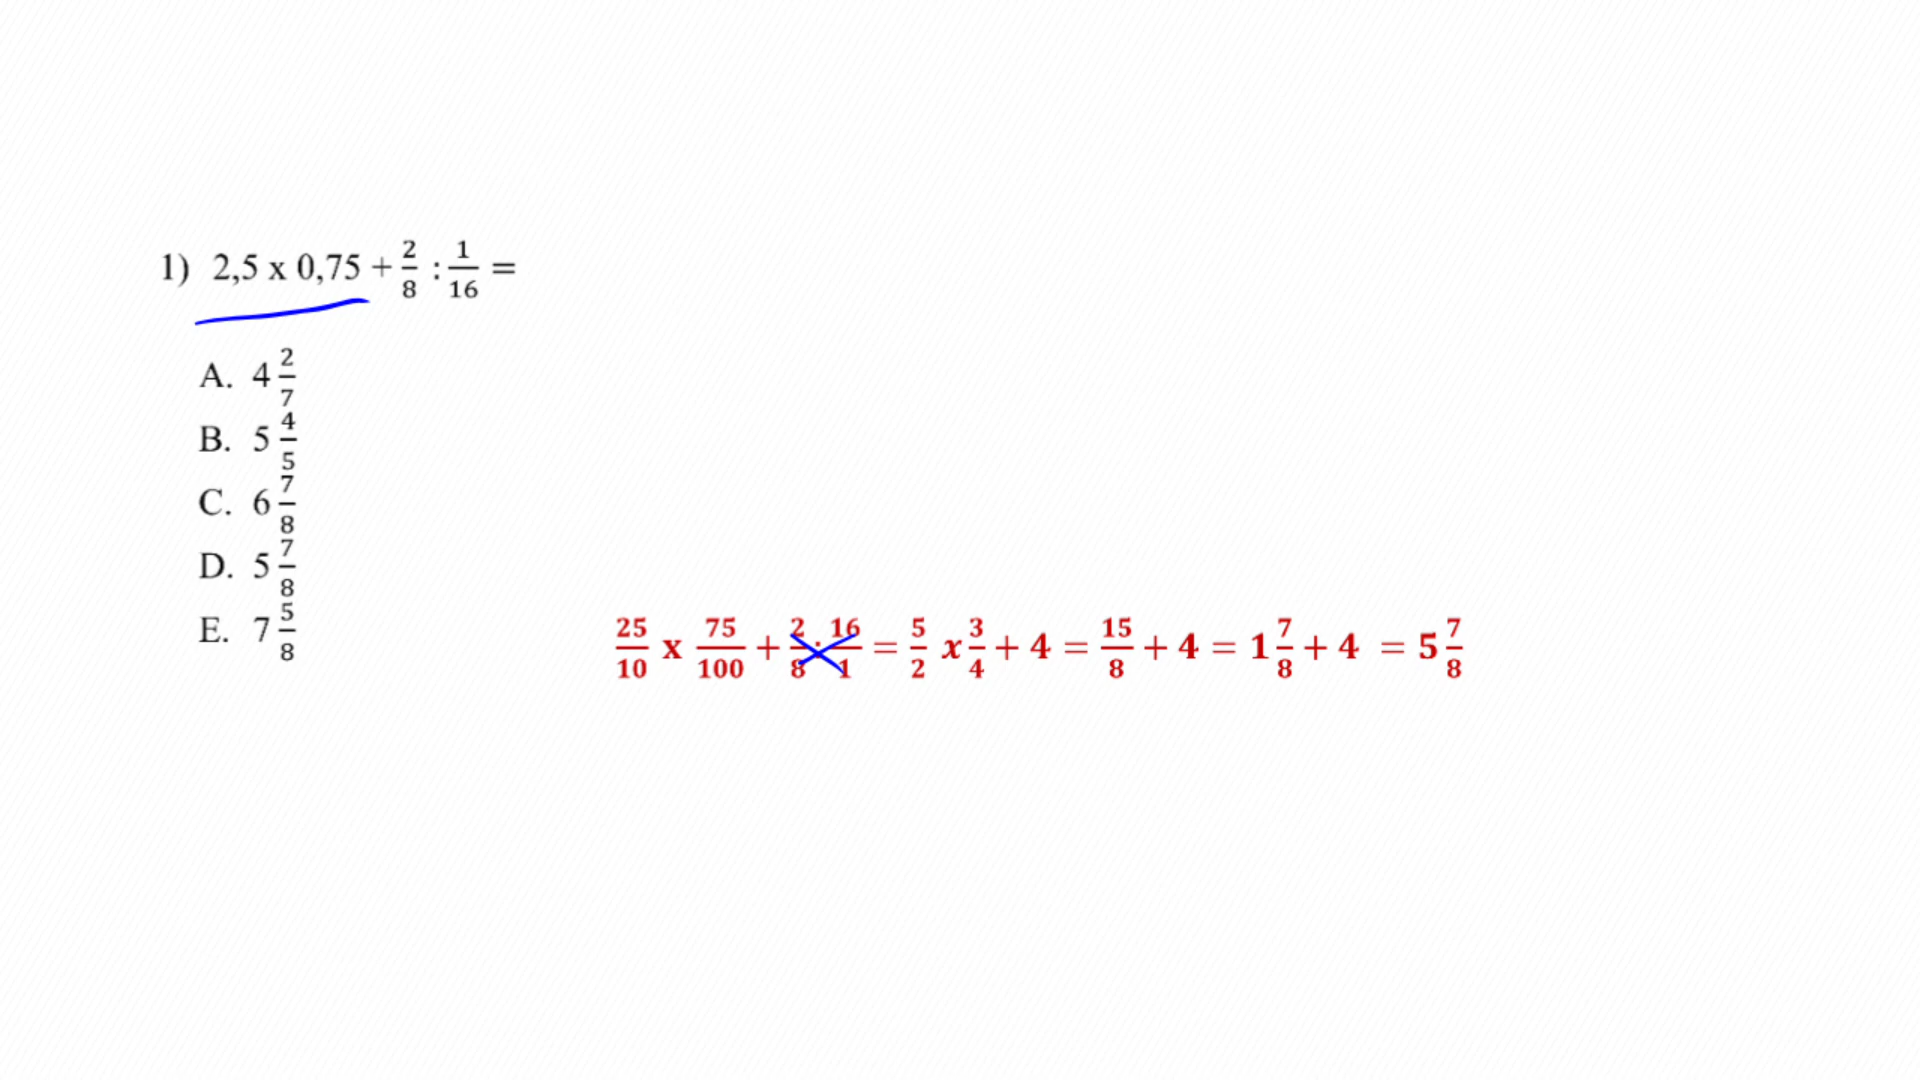 1) 2,5 x 0,75 + 2/8 : 1/16 =
A. 4 2/7
B. 5 4/5
C. 6 7/8
D. 5 7/8
E. 7 5/8
25/10 x 75/100 + 2/8 . 16/1 = 5/2 x 3/4 + 4 = 15/8 + 4 = 1 7/8 + 4 = 5 7/8